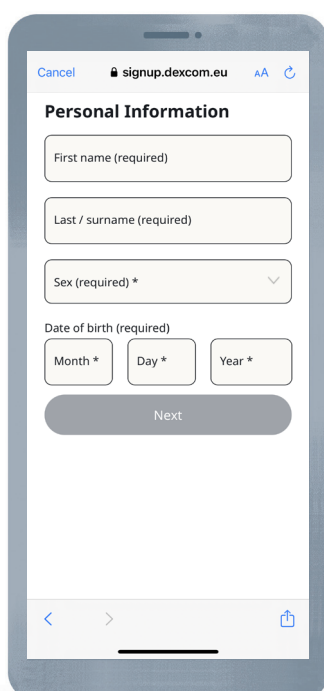 Cancel signup.dexcom.eu AA
Personal Information
First name (required)
Last / surname (required)
Sex (required) *
Date of birth (required)
Month * Day * Year *
Next